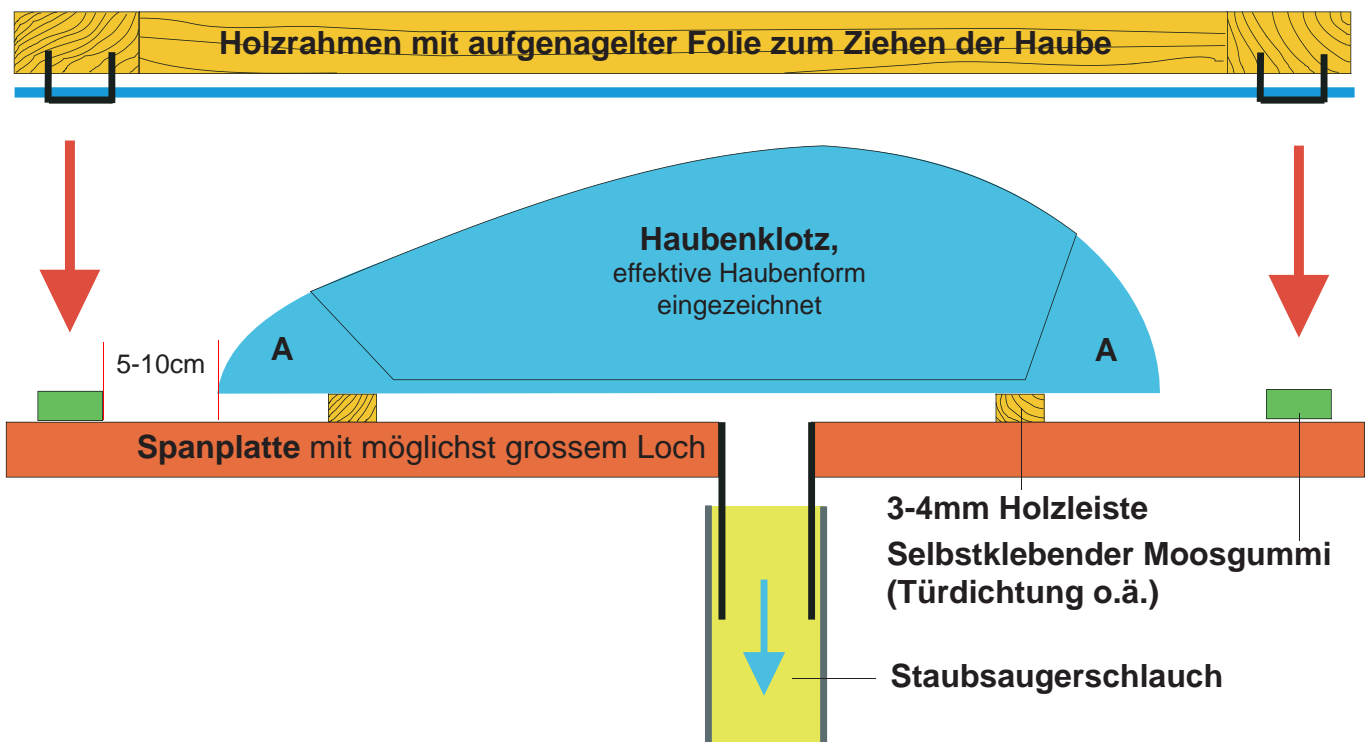 Holzrahmen mit aufgenagelter Folie zum Ziehen der Haube
Haubenklotz,
effektive Haubenform
eingezeichnet
A
A
5-10cm
Spanplatte mit möglichst grossem Loch
3-4mm Holzleiste
Selbstklebender Moosgummi
(Türdichtung o.ä.)
Staubsaugerschlauch